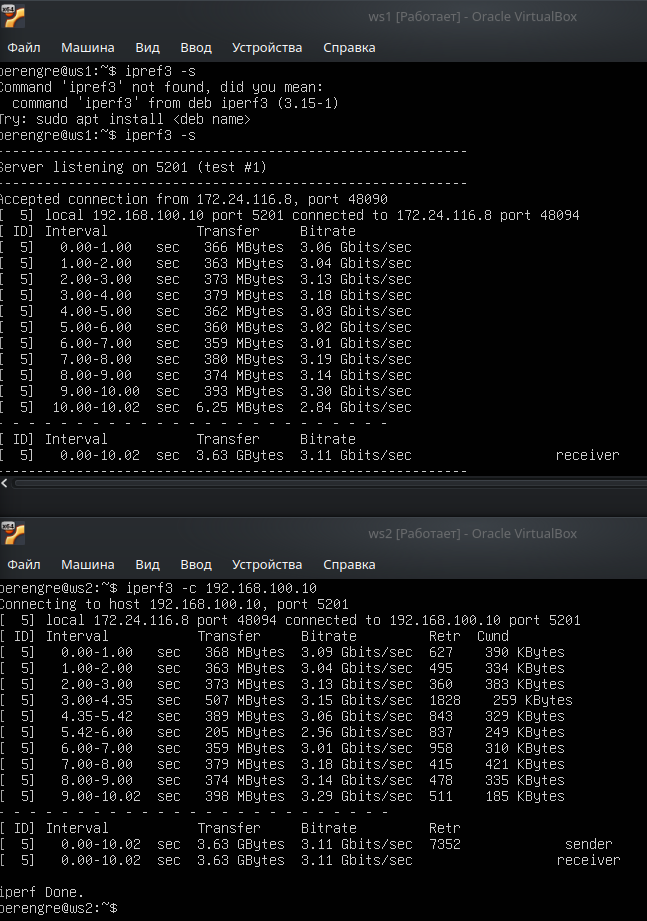 x64
ws1 [Работает] - Oracle VirtualBox
Файл Машина Вид Ввод Устройства Справка
perengre@ws1:~$ ipref3 -s
Command 'ipref3' not found, did you mean:
  command 'iperf3' from deb iperf3 (3.15-1)
Try: sudo apt install <deb name>
perengre@ws1:~$ iperf3 -s
-----------------------------------------------------------
Server listening on 5201 (test #1)
-----------------------------------------------------------
Accepted connection from 172.24.116.8, port 48090
[  5] local 192.168.100.10 port 5201 connected to 172.24.116.8 port 48094
[ ID] Interval           Transfer     Bitrate
[  5]   0.00-1.00   sec   366 MBytes  3.06 Gbits/sec
[  5]   1.00-2.00   sec   363 MBytes  3.04 Gbits/sec
[  5]   2.00-3.00   sec   373 MBytes  3.13 Gbits/sec
[  5]   3.00-4.00   sec   379 MBytes  3.18 Gbits/sec
[  5]   4.00-5.00   sec   362 MBytes  3.03 Gbits/sec
[  5]   5.00-6.00   sec   360 MBytes  3.02 Gbits/sec
[  5]   6.00-7.00   sec   359 MBytes  3.01 Gbits/sec
[  5]   7.00-8.00   sec   380 MBytes  3.19 Gbits/sec
[  5]   8.00-9.00   sec   374 MBytes  3.14 Gbits/sec
[  5]   9.00-10.00  sec   393 MBytes  3.30 Gbits/sec
[  5]  10.00-10.02  sec  6.25 MBytes  2.84 Gbits/sec
- - - - - - - - - - - - - - - - - - - - - - - - -
[ ID] Interval           Transfer     Bitrate
[  5]   0.00-10.02  sec  3.63 GBytes  3.11 Gbits/sec                  receiver
-----------------------------------------------------------
x64
ws2 [Работает] - Oracle VirtualBox
Файл Машина Вид Ввод Устройства Справка
perengre@ws2:~$ iperf3 -c 192.168.100.10
Connecting to host 192.168.100.10, port 5201
[  5] local 172.24.116.8 port 48094 connected to 192.168.100.10 port 5201
[ ID] Interval           Transfer     Bitrate         Retr  Cwnd
[  5]   0.00-1.00   sec   368 MBytes  3.09 Gbits/sec  627    390 KBytes
[  5]   1.00-2.00   sec   363 MBytes  3.04 Gbits/sec  495    334 KBytes
[  5]   2.00-3.00   sec   373 MBytes  3.13 Gbits/sec  360    383 KBytes
[  5]   3.00-4.35   sec   507 MBytes  3.15 Gbits/sec  1828    259 KBytes
[  5]   4.35-5.42   sec   389 MBytes  3.06 Gbits/sec  843    329 KBytes
[  5]   5.42-6.00   sec   205 MBytes  2.96 Gbits/sec  837    249 KBytes
[  5]   6.00-7.00   sec   359 MBytes  3.01 Gbits/sec  958    310 KBytes
[  5]   7.00-8.00   sec   379 MBytes  3.18 Gbits/sec  415    421 KBytes
[  5]   8.00-9.00   sec   374 MBytes  3.14 Gbits/sec  478    335 KBytes
[  5]   9.00-10.02  sec   398 MBytes  3.29 Gbits/sec  511    185 KBytes
- - - - - - - - - - - - - - - - - - - - - - - - -
[ ID] Interval           Transfer     Bitrate         Retr
[  5]   0.00-10.02  sec  3.63 GBytes  3.11 Gbits/sec  7352             sender
[  5]   0.00-10.02  sec  3.63 GBytes  3.11 Gbits/sec                  receiver
iperf Done.
perengre@ws2:~$